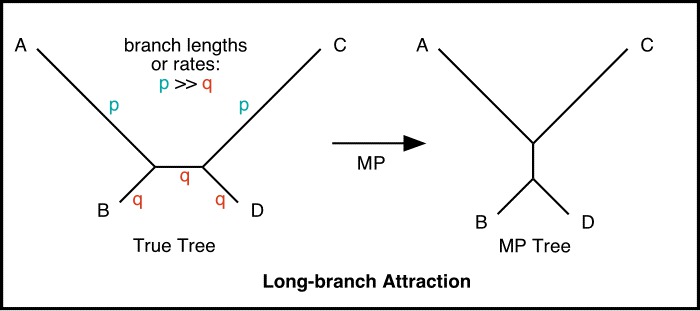 A
branch lengths
or rates:
p >> q
C
p
p
q
B
q
q
D
True Tree
MP
A
C
B
D
MP Tree
Long-branch Attraction